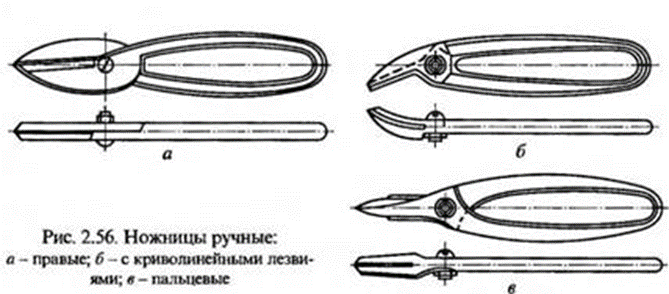 а
б
Рис. 2.56. Ножницы ручные:
а – правые; б – с криволинейными лезви-
ями; в – пальцевые
в